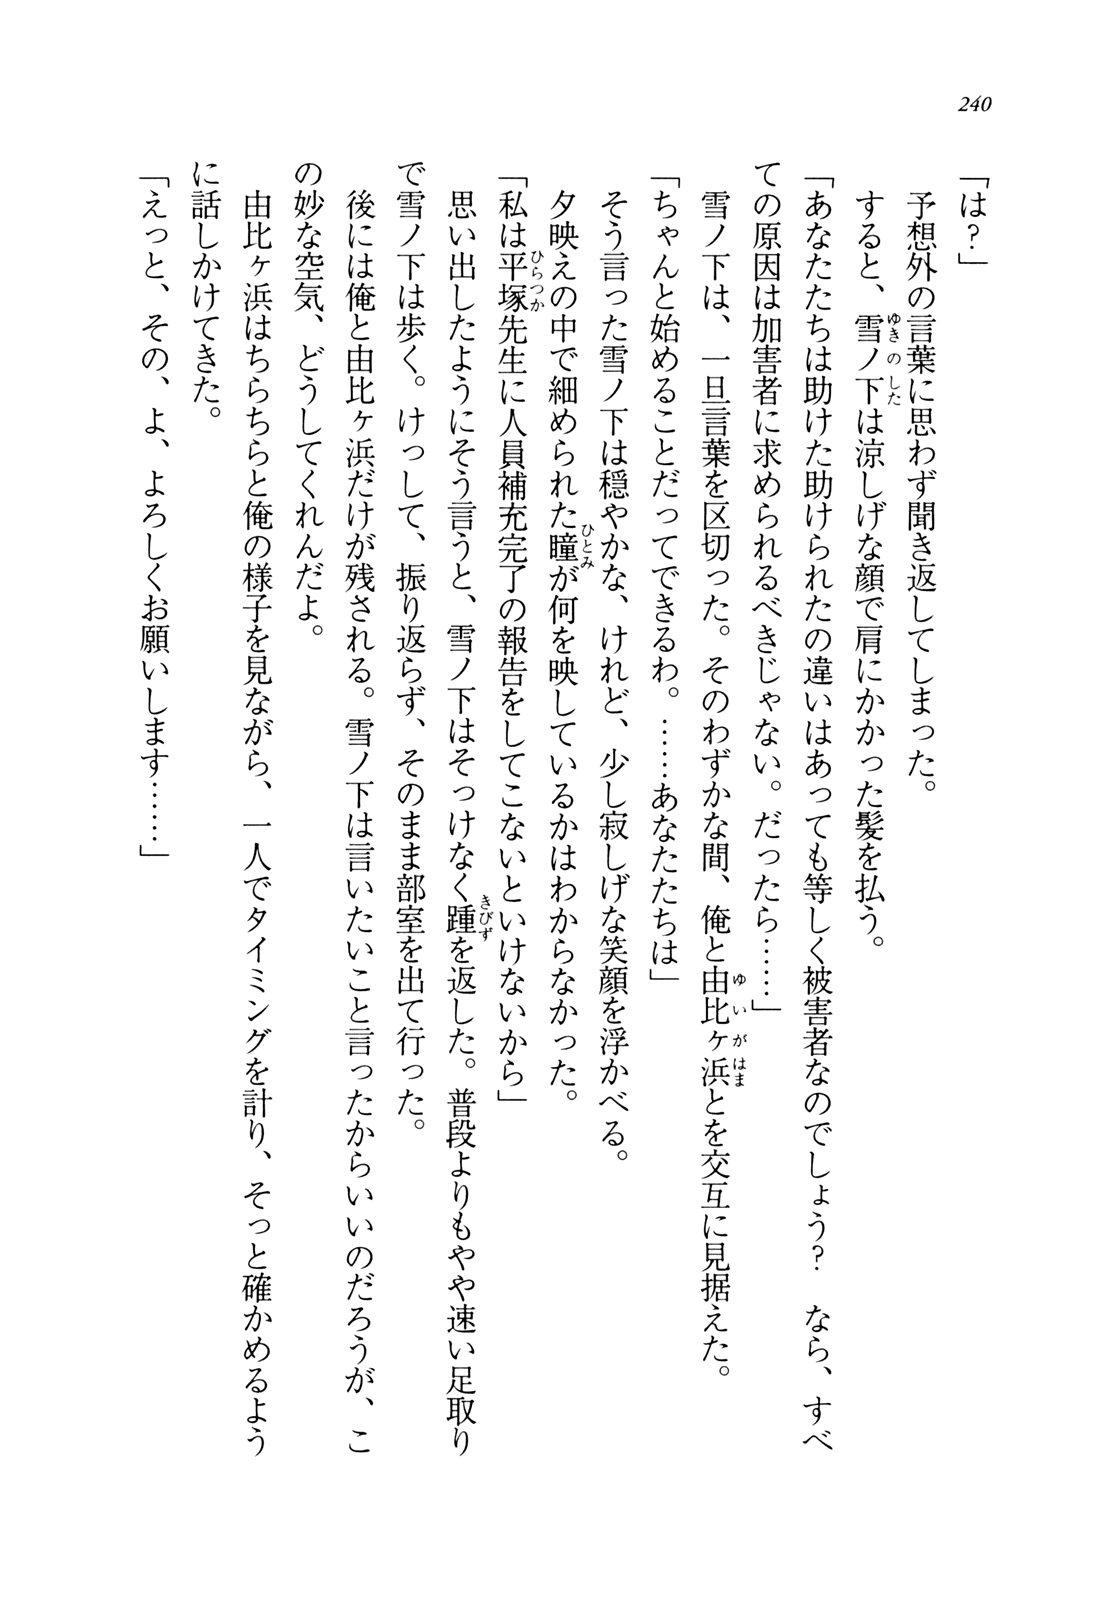 240
「は？」
予想外の言葉に思わず聞き返してしまった。
すると、雪ノ下は涼しげな顔で肩にかかった髪を払う。
ゆきのした
「あなたたちは助けた助けられたの違いはあっても等しく被害者なのでしょう？　なら、すべ
ての原因は加害者に求められるべきじゃない。だったら……」
雪ノ下は、一旦言葉を区切った。そのわずかな間、俺と由比ヶ浜とを交互に見据えた。
ゆいがはま
「ちゃんと始めることだってできるわ。……あなたたちは」
そう言った雪ノ下は穏やかな、けれど、少し寂しげな笑顔を浮かべる。
夕映えの中で細められた瞳が何を映しているかはわからなかった。
ひとみ
「私は平塚先生に人員補充完了の報告をしてこないといけないから」
ひらつか
思い出したようにそう言うと、雪ノ下はそっけなく踵を返した。普段よりもやや速い足取り
きびず
で雪ノ下は歩く。けっして、振り返らず、そのまま部室を出て行った。
後には俺と由比ヶ浜だけが残される。雪ノ下は言いたいこと言ったからいいのだろうが、こ
の妙な空気、どうしてくれんだよ。
由比ヶ浜はちらちらと俺の様子を見ながら、一人でタイミングを計り、そっと確かめるよう
に話しかけてきた。
「えっと、その、よ、よろしくお願いします……」